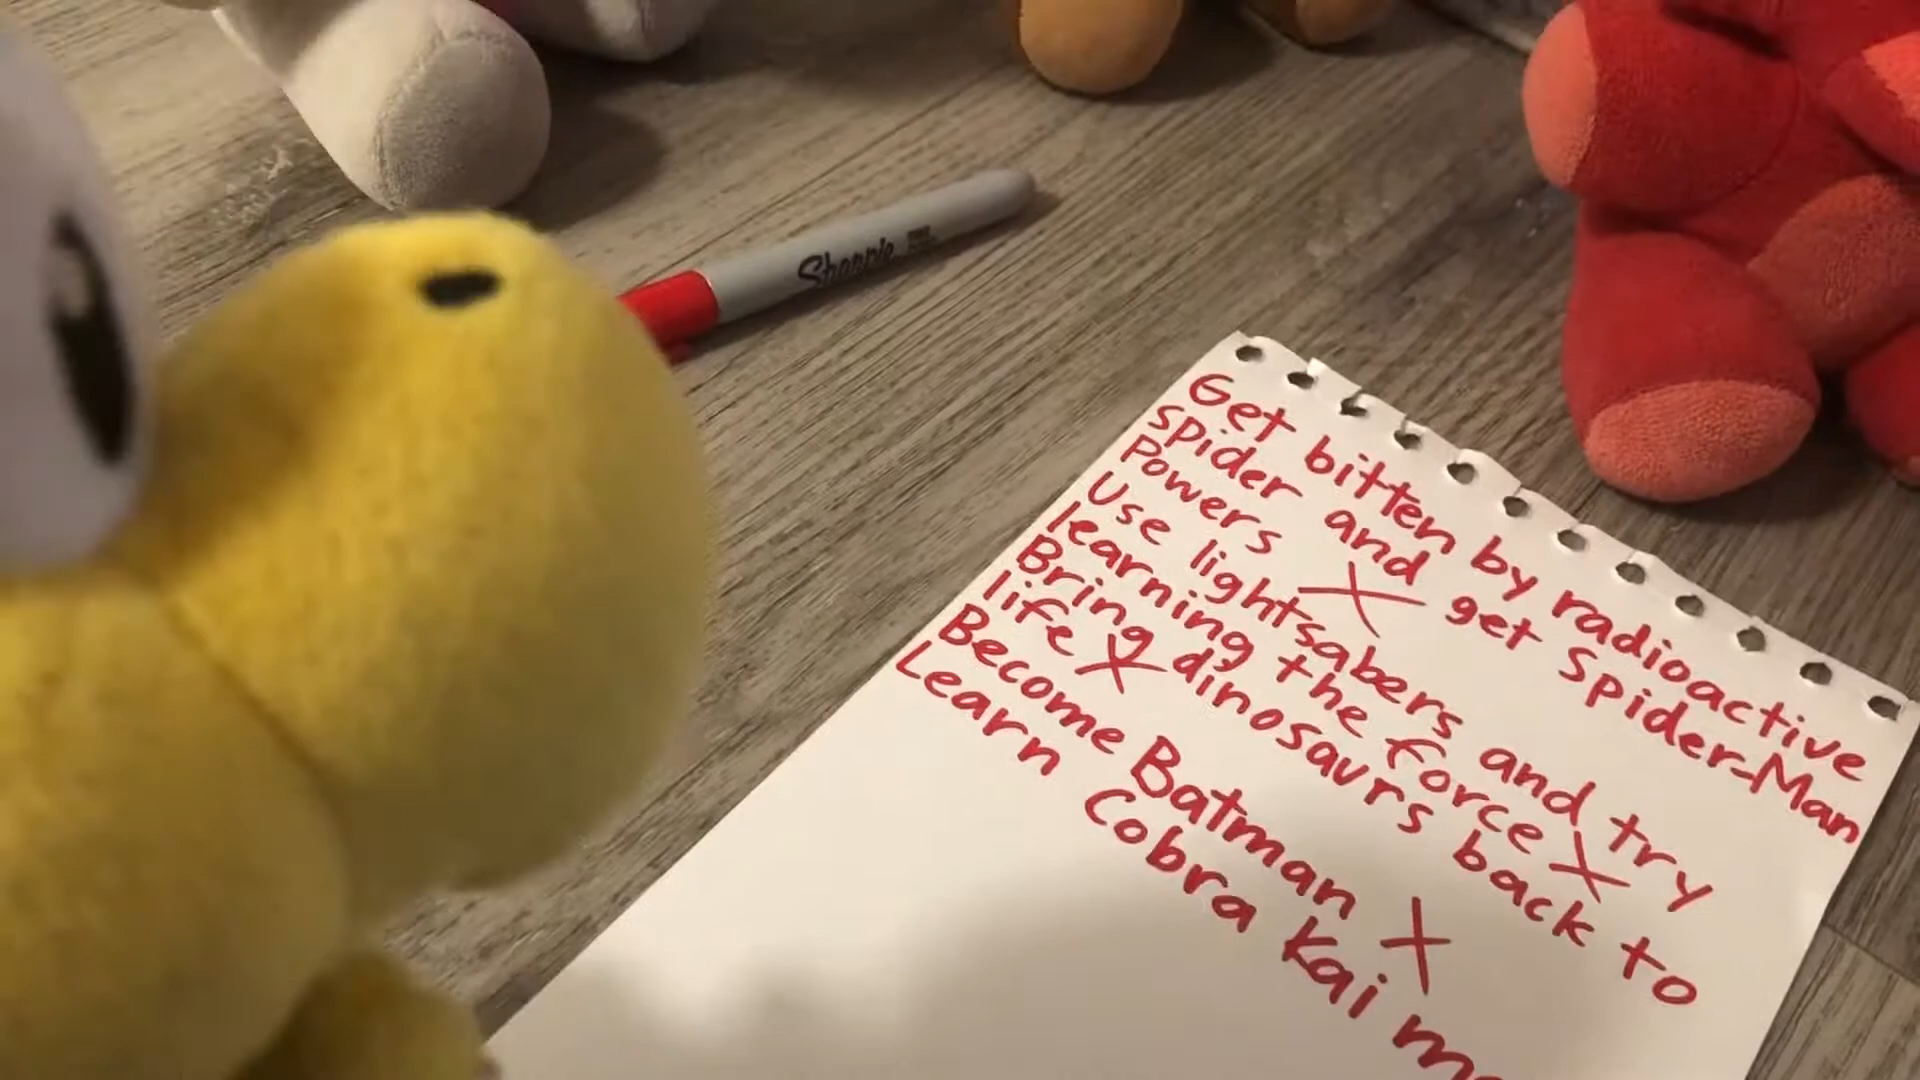 Sharpie
Get bitten by radioactive
spider and get Spider-Man
Powers X
Use lightsabers and try
learning the force X
Bring dinosaurs back to
life X
Become Batman X
Learn Cobra Kai